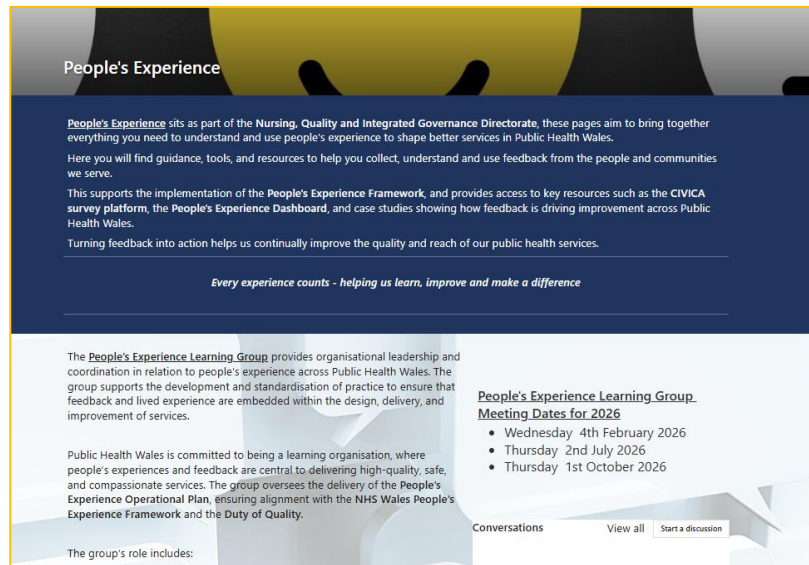 People's Experience
People's Experience sits as part of the Nursing, Quality and Integrated Governance Directorate, these pages aim to bring together
everything you need to understand and use people's experience to shape better services in Public Health Wales.
Here you will find guidance, tools, and resources to help you collect, understand and use feedback from the people and communities
we serve.
This supports the implementation of the People's Experience Framework, and provides access to key resources such as the CIVICA
survey platform, the People's Experience Dashboard, and case studies showing how feedback is driving improvement across Public
Health Wales.
Turning feedback into action helps us continually improve the quality and reach of our public health services.
Every experience counts - helping us learn, improve and make a difference
The People's Experience Learning Group provides organisational leadership and
coordination in relation to people's experience across Public Health Wales. The
group supports the development and standardisation of practice to ensure that
feedback and lived experience are embedded within the design, delivery, and
improvement of services.
Public Health Wales is committed to being a learning organisation, where
people's experiences and feedback are central to delivering high-quality, safe,
and compassionate services. The group oversees the delivery of the People's
Experience Operational Plan, ensuring alignment with the NHS Wales People's
Experience Framework and the Duty of Quality.
The group's role includes:
People's Experience Learning Group
Meeting Dates for 2026
• Wednesday 4th February 2026
• Thursday 2nd July 2026
• Thursday 1st October 2026
Conversations View all Start a discussion